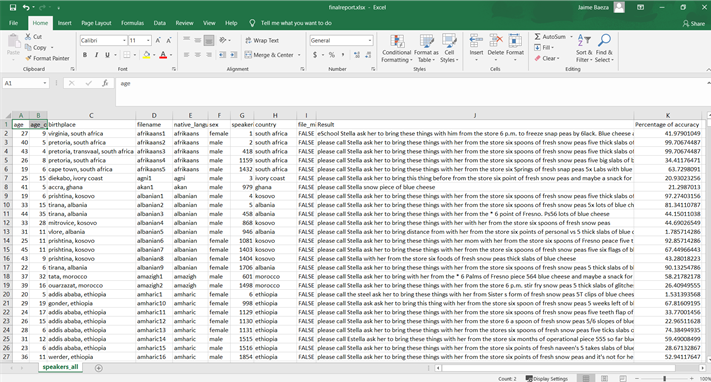 finalreport.xlsx - Excel
Jaime Raeza
File Home Insert Page Layout Formulas Data Review View Help Tell me what you want to do Share
Cut
Copy
Format Painter
Paste
Clipboard
Calibri 11
Font
Wrap Text
Merge & Center
Alignment
General
Number
Conditional Formatting Format as Table Cell Styles
Styles
Insert Delete Format
Cells
AutoSum
Fill
Clear
Sort & Filter Find & Select
Editing
A1 age
A B C D E F G H I J K
1 age age_o birthplace filename native_langu sex speakeri country file_mi Result Percentage of accuracy
2 27 9 virginia, south africa afrikaans1 afrikaans female 1 south africa FALSE eSchool Stella ask her to bring these things with him from the store 6 p.m. to freeze snap peas by 6lack. Blue cheese 41.97901049
3 40 5 pretoria, south africa afrikaans2 afrikaans male 2 south africa FALSE please call Stella ask her to bring these things with her from the store six spoons of fresh snow peas five thick slabs of 99.70674487
4 43 4 pretoria, transvaal, south africa afrikaans3 afrikaans male 418 south africa FALSE please call Stella ask her to bring these things with her from the store six spoons of fresh snow peas five thick slabs of 99.70674487
5 26 8 pretoria, south africa afrikaans4 afrikaans male 1159 south africa FALSE please call Stella ask her to bring these things with her from the store six spoons of fresh snow peas five big slabs of b 34.41176471
6 19 6 cape town, south africa afrikaans5 afrikaans male 1432 south africa FALSE please call Stella ask her to bring these things with her from the store six Springs of fresh snap peas 5x Labs with blue 63.7298091
7 25 15 diekabo, ivory coast agni1 agni male 3 ivory coast FALSE please call Stella ask her to bring this thing before from the store six point of fresh snow peas and maybe a snack for 20.93023256
8 41 5 accra, ghana akan1 akan male 979 ghana FALSE please call Stella snow piece of blue cheese 21.2987013
9 19 6 prishtina, kosovo albanian1 albanian male 4 kosovo FALSE please call Stella ask her to bring these things with her from the store six spoons of fresh snow peas five thick slabs of 97.27403156
10 33 15 tirana, albania albanian2 albanian male 5 albania FALSE please call Stella ask her to bring these things with her from the store six spoons of fresh snow peas 5x lots of blue ch 81.34110787
11 44 35 tirana, albania albanian3 albanian male 458 albania FALSE please call Stella ask her to bring these things with her from the * 6 point of Fresno. Ps56 lots of blue cheese 44.15011038
12 33 28 mitrovice, kosovo albanian4 albanian male 868 kosovo FALSE please call Stella ask her to bring these things with her from the store six spoons of fresh snow peas 44.69026549
13 31 11 vlore, albania albanian5 albanian male 946 albania FALSE please call Stella ask her to bring distance from with her from the store six points of personal vs 5 thick slabs of blue c 1.785714286
14 25 11 prishtina, kosovo albanian6 albanian female 1081 kosovo FALSE please call Stella ask her to bring these things with her mom with her from the store six spoons of Fresno peace five t 92.85714286
15 45 11 prishtina, kosovo albanian7 albanian female 1403 kosovo FALSE please call Stella ask her to bring these things with her from the store six spoons of fresh snow peas five six flags of bl 67.44966443
16 43 9 prishtina, kosovo albanian8 albanian female 1404 kosovo FALSE please call Stella with her from the store six foods of fresh snow peas thick slabs of blue cheese 43.28018223
17 22 6 tirana, albania albanian9 albanian female 1706 albania FALSE please call Stella ask her to bring these things with her from the store six spoons of fresh snow peas 5 thick slabs of b 90.13254786
18 37 32 tata, morocco amazigh1 amazigh male 601 morocco FALSE please call Stella ask her to bring these things with her from the * 6 Palms of Fresno piece 564 blue cheese and maybe a snack for 58.21782178
19 39 16 ouarzazat, morocco amazigh2 amazigh male 1498 morocco FALSE please call Stella ask her to bring these things with her from the store 6 p.m. stir fry snow peas 5 thick slabs of glitches 26.40949555
20 20 5 addis ababa, ethiopia amharic1 amharic female 6 ethiopia FALSE please call the steel ask her to bring these things with her from Sister s form of fresh snow peas 5T clips of blue cheese 1.531393568
21 29 19 gonder, ethiopia amharic2 amharic female 998 ethiopia FALSE please call Stella ask ask her to bring this thing with her from the store six spoons of fresh snow peas 5 weeks left of bl 67.81609195
22 24 17 addis ababa, ethiopia amharic11 amharic female 1129 ethiopia FALSE please call Stella ask her to bring these things with her from the store six spoons of fresh snow peas five teeth flap of 33.77001456
23 27 15 addis ababa, ethiopia amharic12 amharic female 1130 ethiopia FALSE please call Stella ask her to bring these things with her from the store 6 a spoon of fresh snow peas 5/6 slopes of blue 22.96511628
24 28 6 addis ababa, ethiopia amharic13 amharic female 1131 ethiopia FALSE please call Stella ask her to bring these things with her from the stores six spoons of fresh snow peas five ticks slabs o 74.38494935
25 31 12 addis ababa, ethiopia amharic14 amharic male 1515 ethiopia FALSE please call Estella ask her to bring these things with her from the store six months of operational piece 555 so far blue 59.49008499
26 23 6 addis ababa, ethiopia amharic15 amharic male 1516 ethiopia FALSE please call Stella ask her to bring these things with her from the store six point of fresh naveen's 5 takes slabs of blue 28.67132867
27 36 11 werder, ethiopia amharic16 amharic male 1854 ethiopia FALSE please call Stella ask her to bring these things with her from the store six point of fresh snow peas and it's not for he 52.94117647
speakers_all
Count: 2 Display Settings 100%